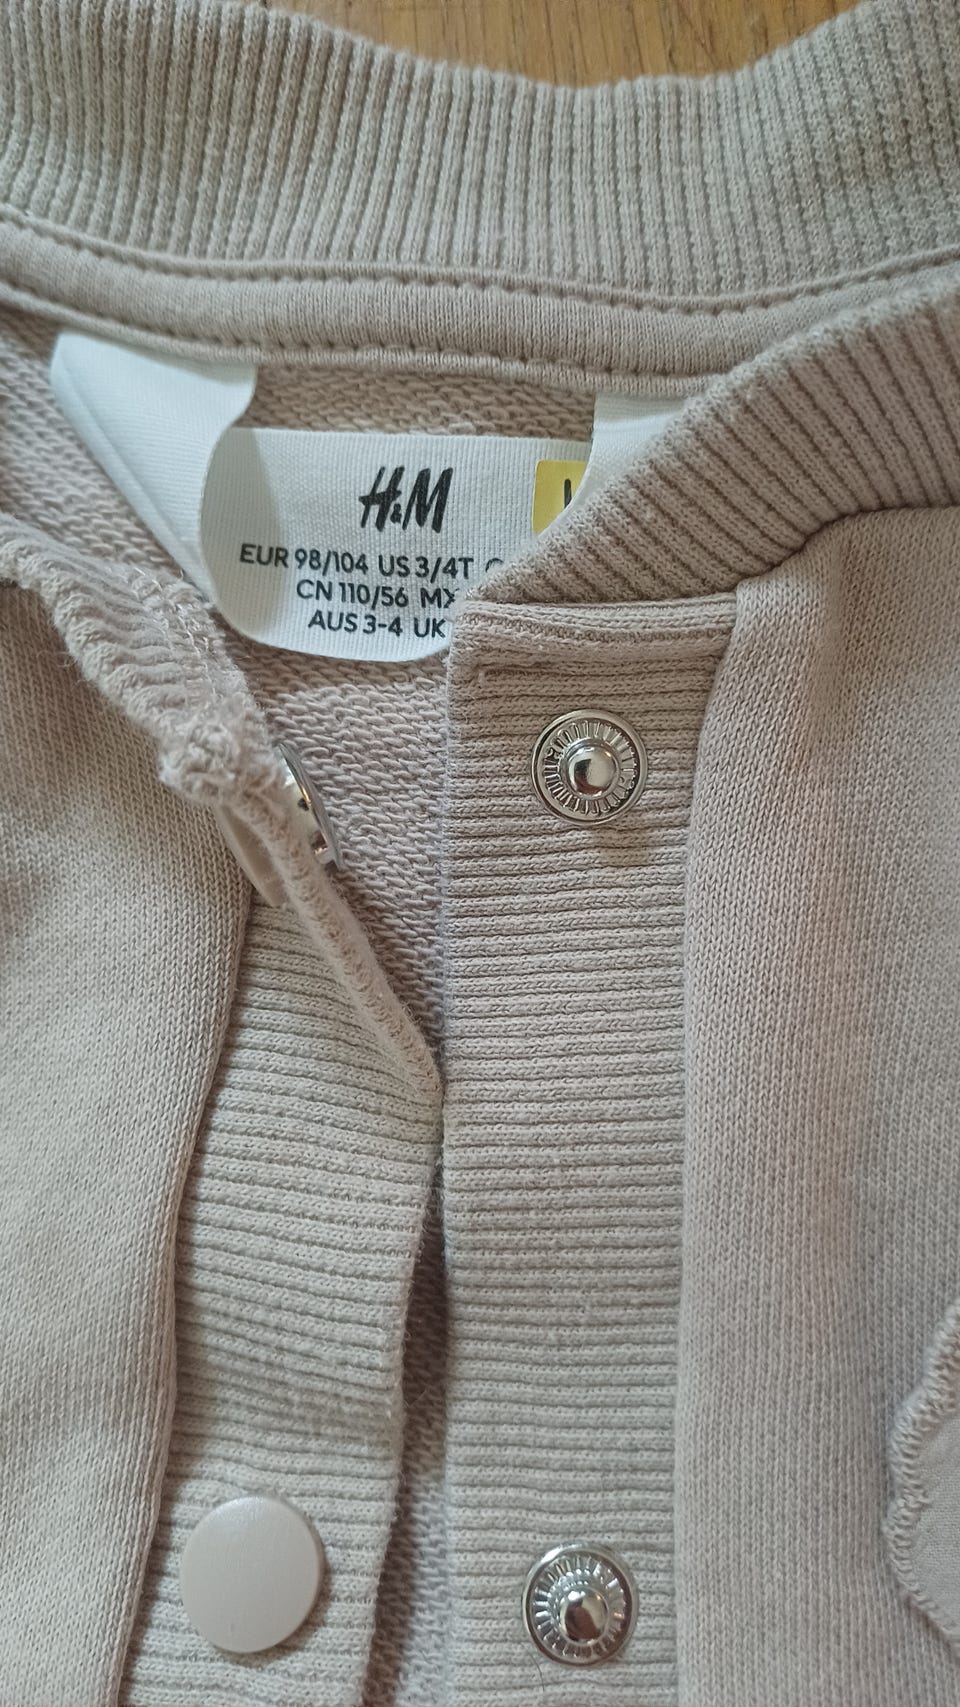 H&M
EUR 98/104 US 3/4T
CN 110/56 MX
AUS 3-4 UK